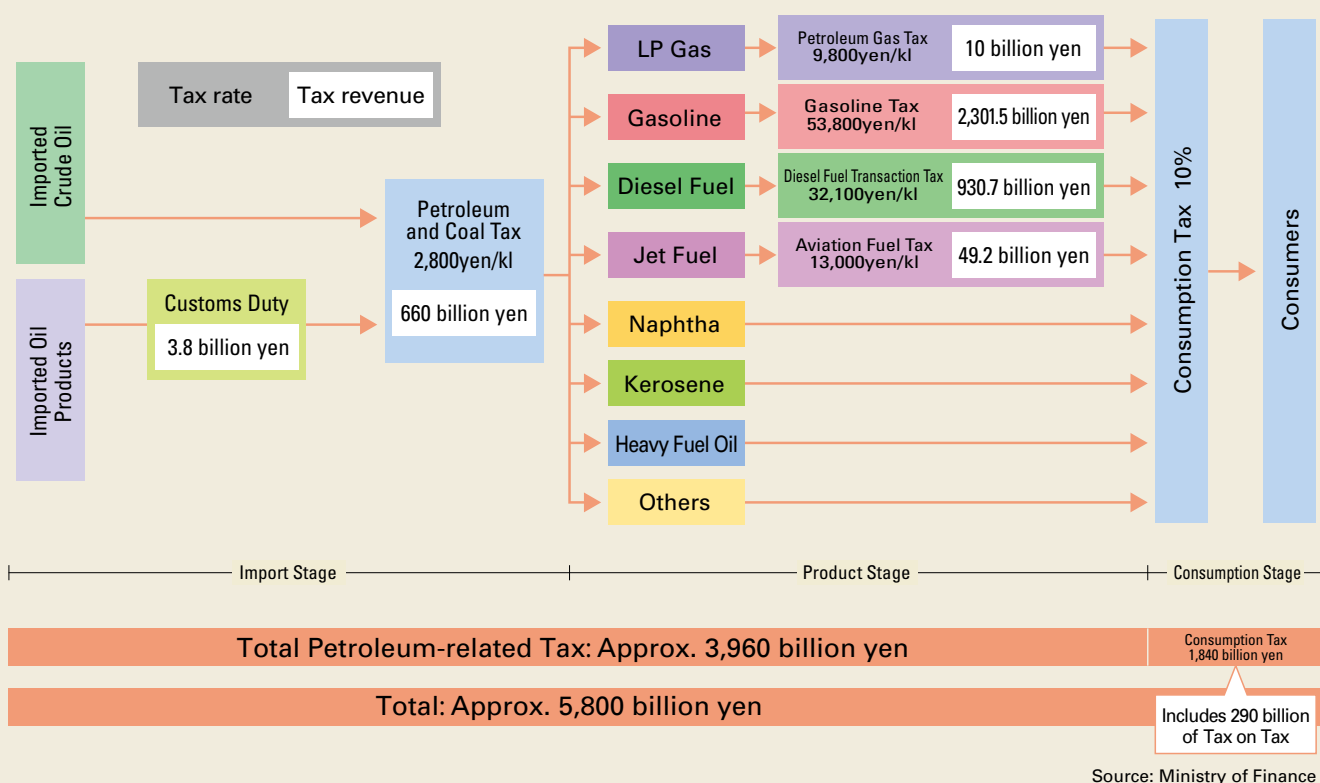 Imported
Crude Oil
Imported Oil
Products
Tax rate
Tax revenue
Customs Duty
3.8 billion yen
Petroleum
and Coal Tax
2,800yen/kl
660 billion yen
LP Gas
Petroleum Gas Tax
9,800yen/kl
10 billion yen
Gasoline
Gasoline Tax
53,800yen/kl
2,301.5 billion yen
Diesel Fuel
Diesel Fuel Transaction Tax
32,100yen/kl
930.7 billion yen
Jet Fuel
Aviation Fuel Tax
13,000yen/kl
49.2 billion yen
Naphtha
Kerosene
Heavy Fuel Oil
Others
Consumption Tax 10%
Consumers
Import Stage
Product Stage
Consumption Stage
Total Petroleum-related Tax: Approx. 3,960 billion yen
Consumption Tax
1,840 billion yen
Total: Approx. 5,800 billion yen
Includes 290 billion
of Tax on Tax
Source: Ministry of Finance